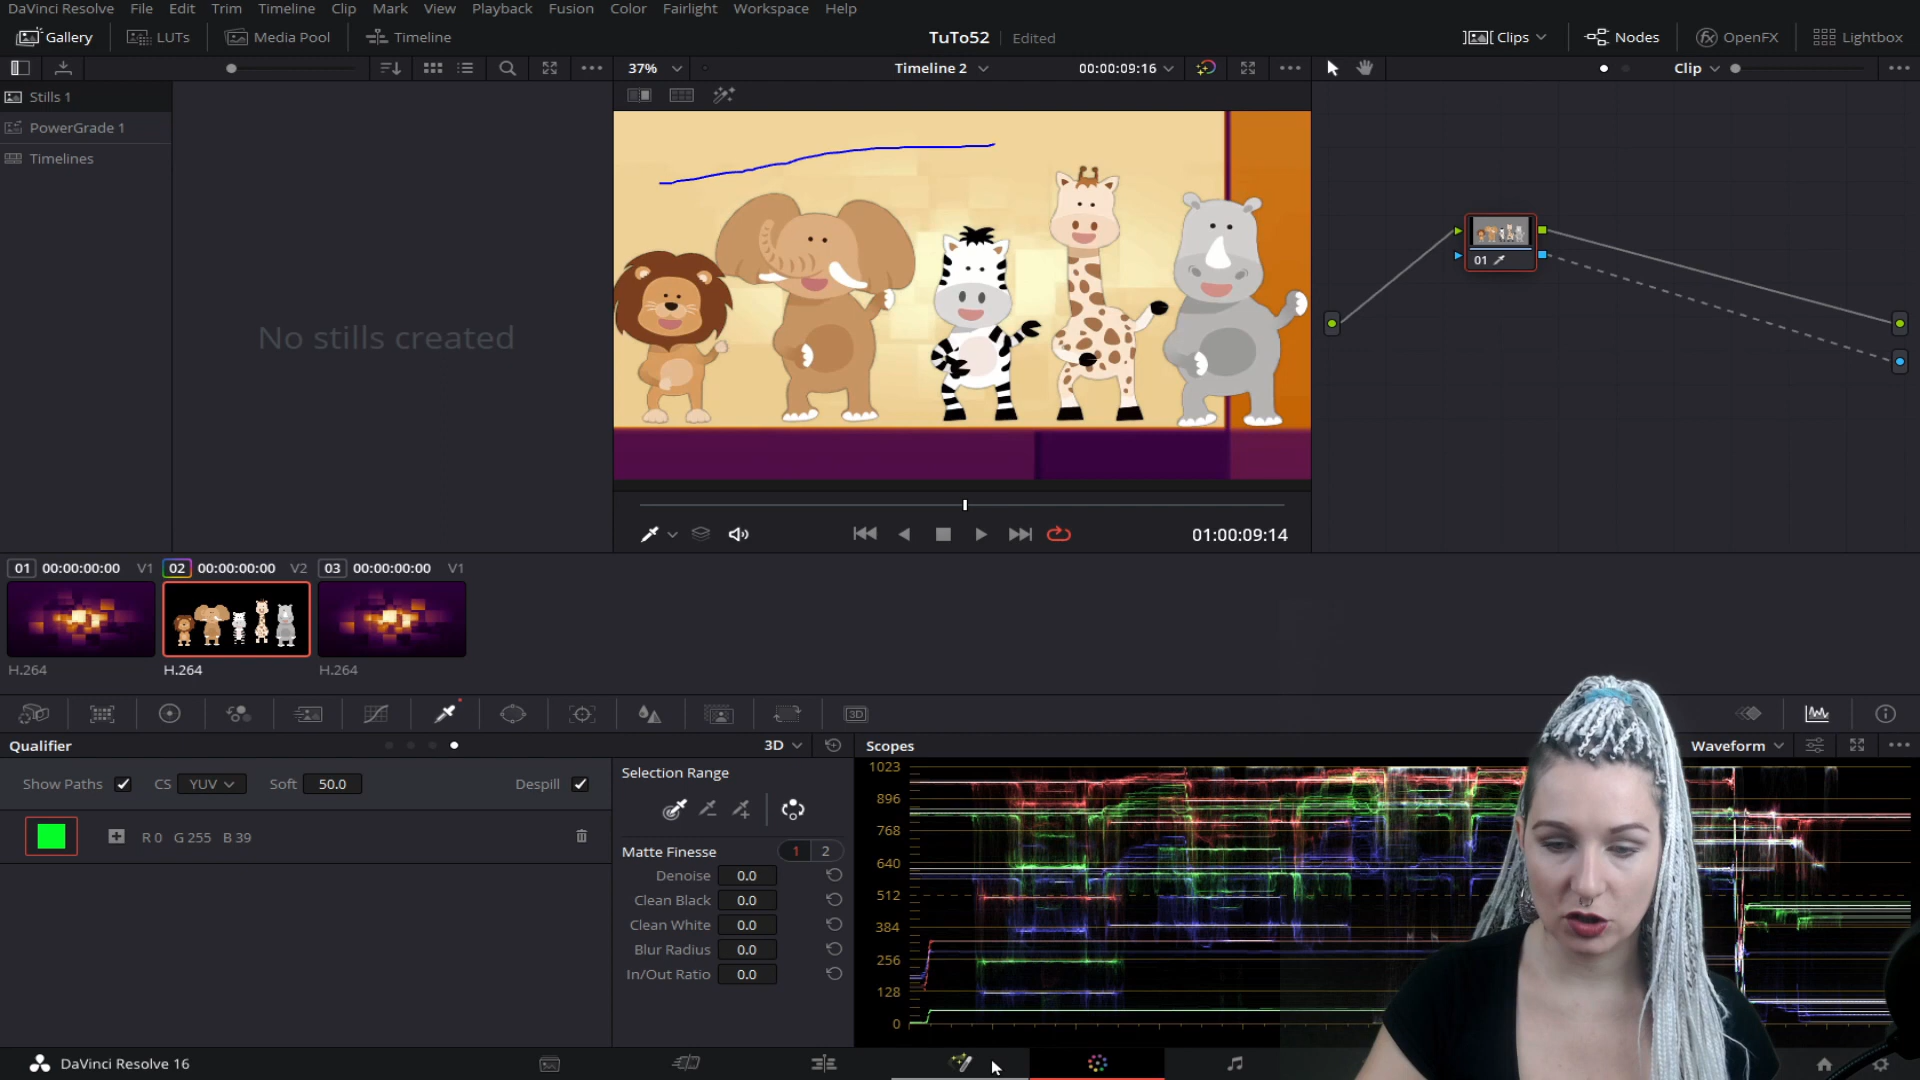 DaVinci Resolve File Edit Trim Timeline Clip Mark View Playback Fusion Color Fairlight Workspace Help
Gallery LUTs Media Pool Timeline TuTo52 Edited Clips Nodes OpenFX Lightbox
37% Timeline 2 00:00:09:16 Clip
Stills 1
PowerGrade 1
Timelines
No stills created
01
01:00:09:14
01 00:00:00:00 V1 02 00:00:00:00 V2 03 00:00:00:00 V1
H.264 H.264 H.264
3D
Qualifier 3D Scopes Waveform
Show Paths CS YUV Soft 50.0 Despill
R 0 G 255 B 39
Selection Range
Matte Finesse 1 2
Denoise 0.0
Clean Black 0.0
Clean White 0.0
Blur Radius 0.0
In/Out Ratio 0.0
1023
896
768
640
512
384
256
128
0
DaVinci Resolve 16